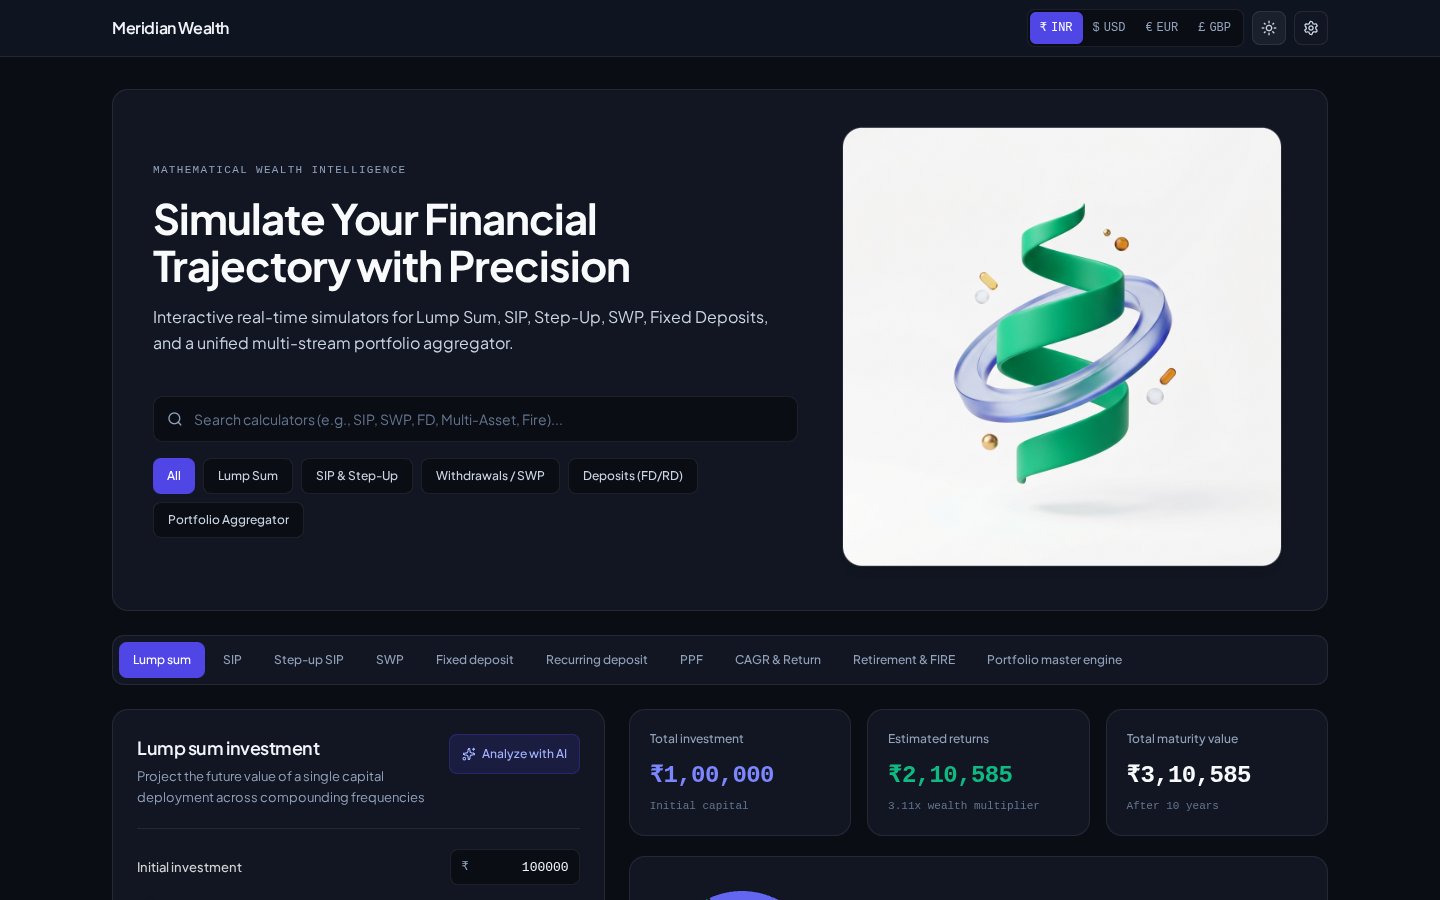 Meridian Wealth
₹ INR
$ USD
€ EUR
£ GBP
MATHEMATICAL WEALTH INTELLIGENCE
Simulate Your Financial
Trajectory with Precision
Interactive real-time simulators for Lump Sum, SIP, Step-Up, SWP, Fixed Deposits,
and a unified multi-stream portfolio aggregator.
Search calculators (e.g., SIP, SWP, FD, Multi-Asset, Fire)...
All
Lump Sum
SIP & Step-Up
Withdrawals / SWP
Deposits (FD/RD)
Portfolio Aggregator
Lump sum
SIP
Step-up SIP
SWP
Fixed deposit
Recurring deposit
PPF
CAGR & Return
Retirement & FIRE
Portfolio master engine
Lump sum investment
Analyze with AI
Project the future value of a single capital
deployment across compounding frequencies
Initial investment
₹ 100000
Total investment
₹1,00,000
Initial capital
Estimated returns
₹2,10,585
3.11x wealth multiplier
Total maturity value
₹3,10,585
After 10 years